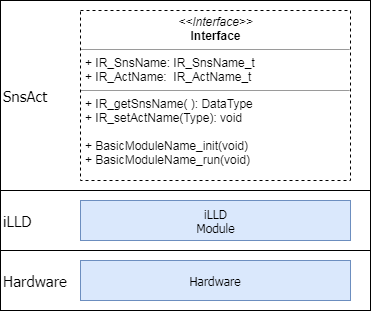 <<Interface>>
Interface
+ IR_SnsName: IR_SnsName_t
+ IR_ActName: IR_ActName_t
SnsAct
+ IR_getSnsName( ): DataType
+ IR_setActName(Type): void
+ BasicModuleName_init(void)
+ BasicModuleName_run(void)
iLLD
iLLD
Module
Hardware
Hardware